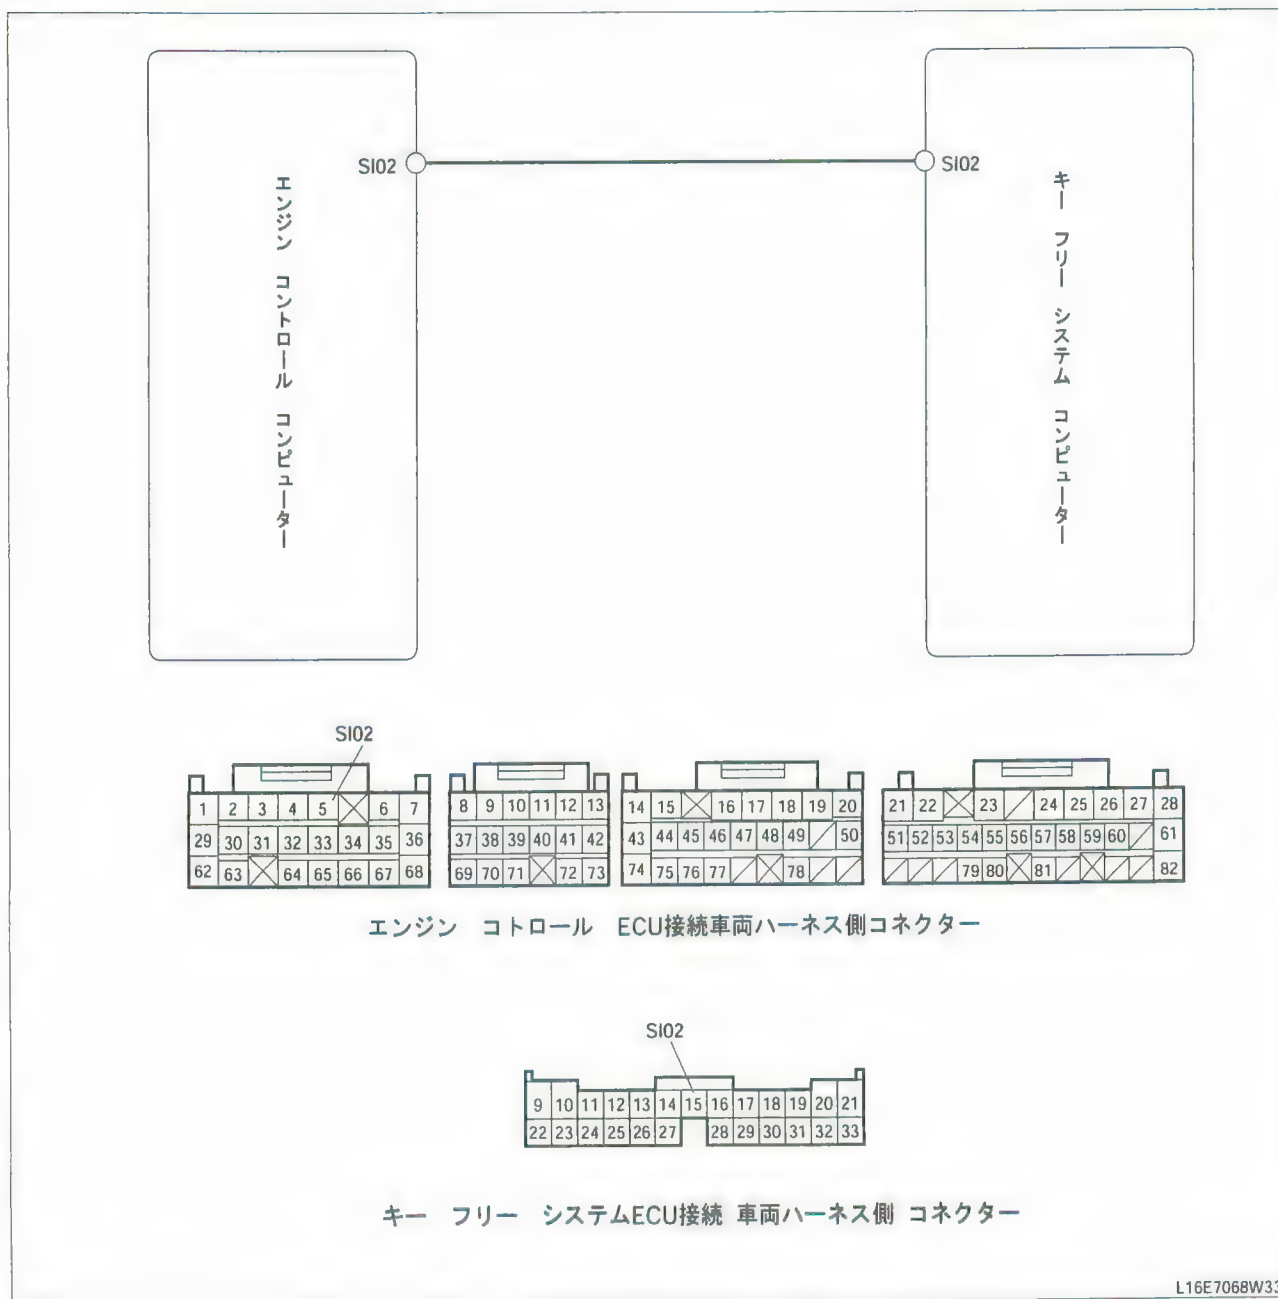 SI02
SI02
エンジン コントロール コンピューター
キー フリー システム コンピューター
SI02
1 2 3 4 5 6 7 8 9 10 11 12 13 14 15 16 17 18 19 20 21 22 23 24 25 26 27 28
29 30 31 32 33 34 35 36 37 38 39 40 41 42 43 44 45 46 47 48 49 50 51 52 53 54 55 56 57 58 59 60 61
62 63 64 65 66 67 68 69 70 71 72 73 74 75 76 77 78 79 80 81 82
エンジン コトロール ECU接続車両ハーネス側コネクター
SI02
9 10 11 12 13 14 15 16 17 18 19 20 21
22 23 24 25 26 27 28 29 30 31 32 33
キー フリー システムECU接続 車両ハーネス側 コネクター
L16E7068W33